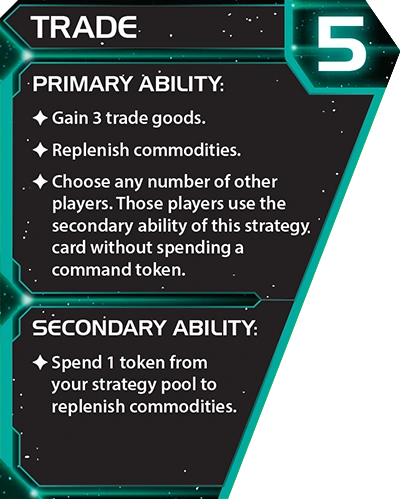 TRADE
5
PRIMARY ABILITY:
Gain 3 trade goods.
Replenish commodities.
Choose any number of other
players. Those players use the
secondary ability of this strategy
card without spending a
command token.
SECONDARY ABILITY:
Spend 1 token from
your strategy pool to
replenish commodities.